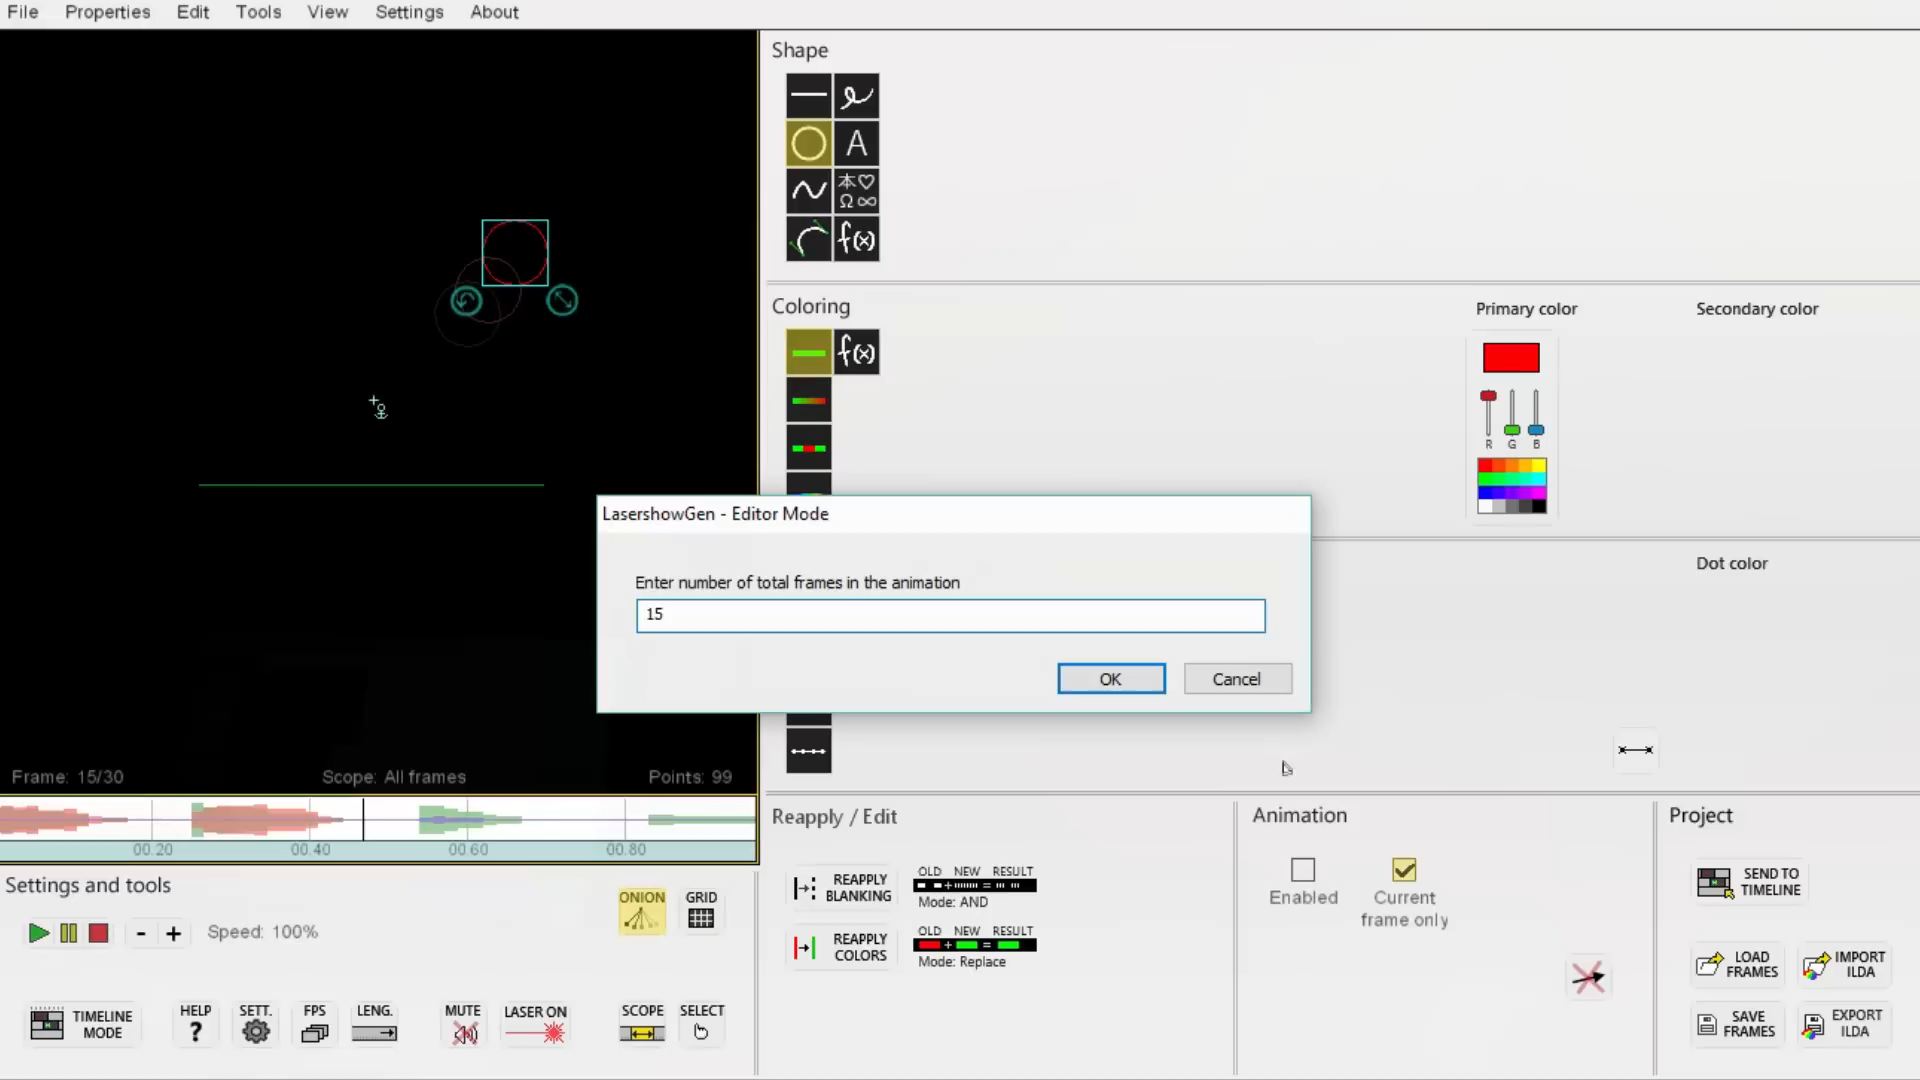 File Properties Edit Tools View Settings About
Shape
A
本♡
Ω∞
f(x)
Coloring
f(x)
Primary color
Secondary color
R G B
LasershowGen - Editor Mode
Enter number of total frames in the animation
15
OK Cancel
Dot color
Frame: 15/30
Scope: All frames
Points: 99
00.20 00.40 00.60 00.80
Settings and tools
ONION
GRID
- + Speed: 100%
TIMELINE
MODE
HELP
?
SETT.
FPS
LENG.
MUTE
LASER ON
SCOPE
SELECT
Reapply / Edit
REAPPLY
BLANKING
OLD NEW RESULT
+ =
Mode: AND
REAPPLY
COLORS
OLD NEW RESULT
+ =
Mode: Replace
Animation
Enabled
Current
frame only
Project
SEND TO
TIMELINE
LOAD
FRAMES
IMPORT
ILDA
SAVE
FRAMES
EXPORT
ILDA